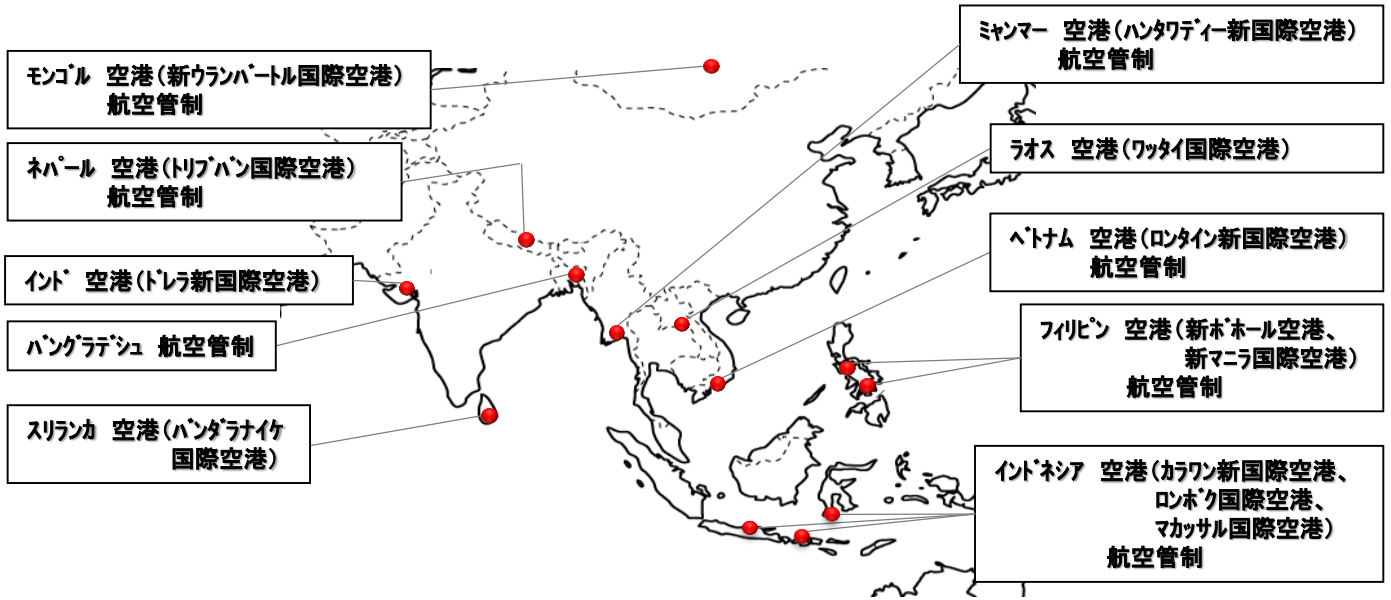 モンゴル 空港(新ウランバートル国際空港)
航空管制
ネパール 空港(トリブバン国際空港)
航空管制
インド 空港(ドレラ新国際空港)
バングラデシュ 航空管制
スリランカ 空港(バンダラナイケ
国際空港)
ミャンマー 空港(ハンタワディー新国際空港)
航空管制
ラオス 空港(ワッタイ国際空港)
ベトナム 空港(ロンタイン新国際空港)
航空管制
フィリピン 空港(新ボホール空港、
新マニラ国際空港)
航空管制
インドネシア 空港(カラワン新国際空港、
ロンボク国際空港、
マカッサル国際空港)
航空管制